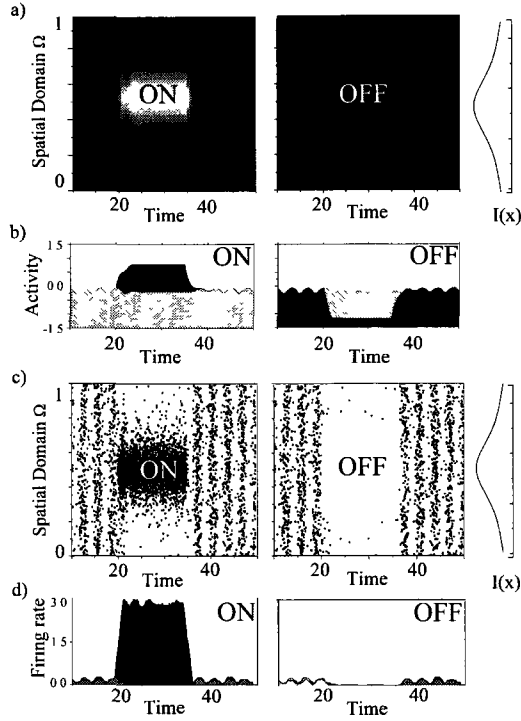 a)
1
Spatial Domain Ω
0
ON
OFF
20 40
Time
20 40
Time
I(x)
b)
Activity
1 5
0 0
-1 5
ON
OFF
20 40
Time
20 40
Time
c)
1
Spatial Domain Ω
0
ON
OFF
20 40
Time
20 40
Time
I(x)
d)
Firing rate
3 0
1 5
0 0
ON
OFF
20 40
Time
20 40
Time